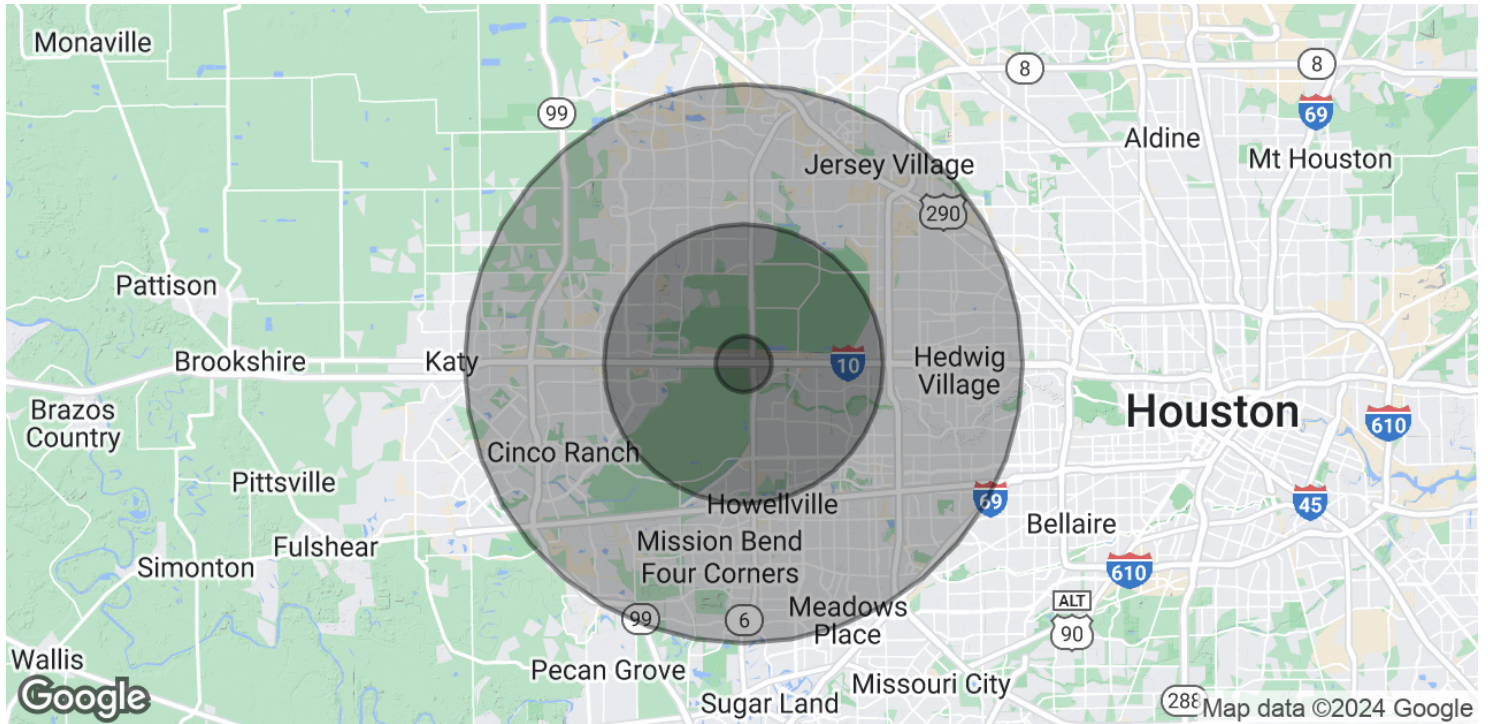 Monaville
8
8
99
69
Aldine
Mt Houston
Jersey Village
290
Pattison
Brookshire
Katy
10
Hedwig
Village
Brazos
Country
Houston
610
Cinco Ranch
Pittsville
69
45
Howellville
Bellaire
Fulshear
Mission Bend
Simonton
Four Corners
610
99
6
Meadows
Place
ALT
90
Wallis
Pecan Grove
Missouri City
Sugar Land
288
Google
Map data ©2024 Google